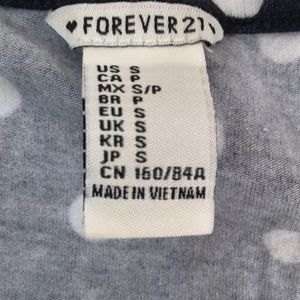 ♥ FOREVER 21
US S
CA P
MX S/P
BR P
EU S
UK S
KR S
JP S
CN 160/84A
MADE IN VIETNAM